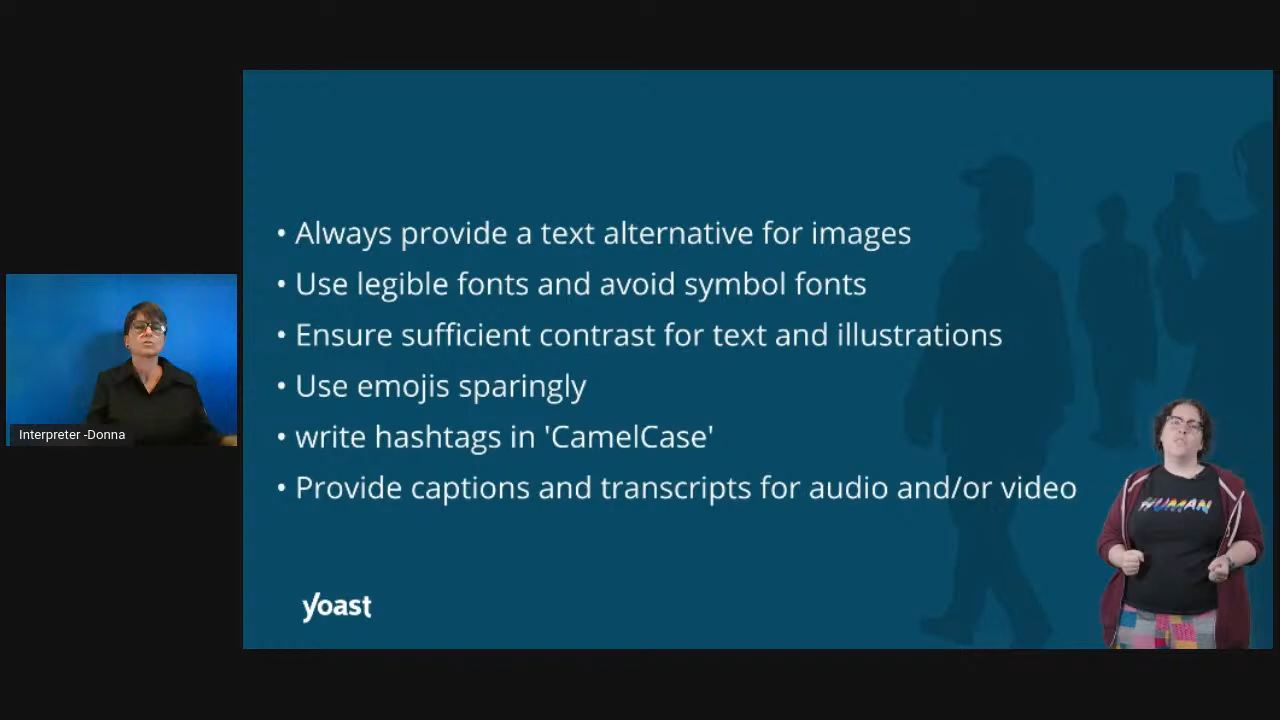 • Always provide a text alternative for images
• Use legible fonts and avoid symbol fonts
• Ensure sufficient contrast for text and illustrations
• Use emojis sparingly
• write hashtags in 'CamelCase'
• Provide captions and transcripts for audio and/or video
Interpreter -Donna
HUMAN
yoast